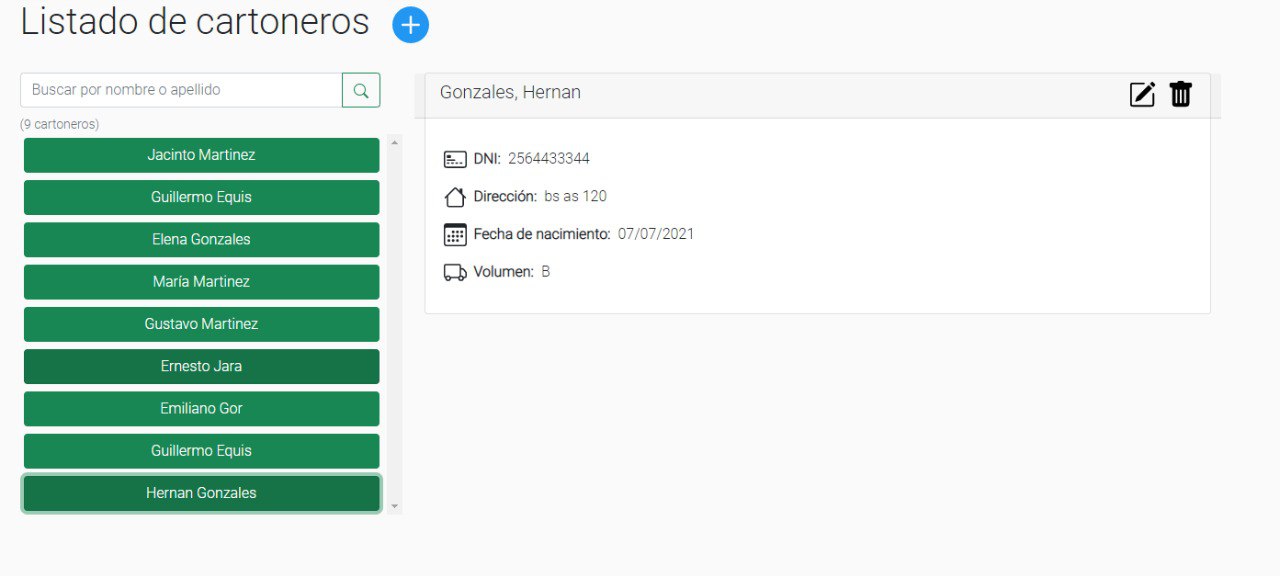 Listado de cartoneros
Buscar por nombre o apellido
(9 cartoneros)
Jacinto Martinez
Guillermo Equis
Elena Gonzales
María Martinez
Gustavo Martinez
Ernesto Jara
Emiliano Gor
Guillermo Equis
Hernan Gonzales
Gonzales, Hernan
DNI: 2564433344
Dirección: bs as 120
Fecha de nacimiento: 07/07/2021
Volumen: B